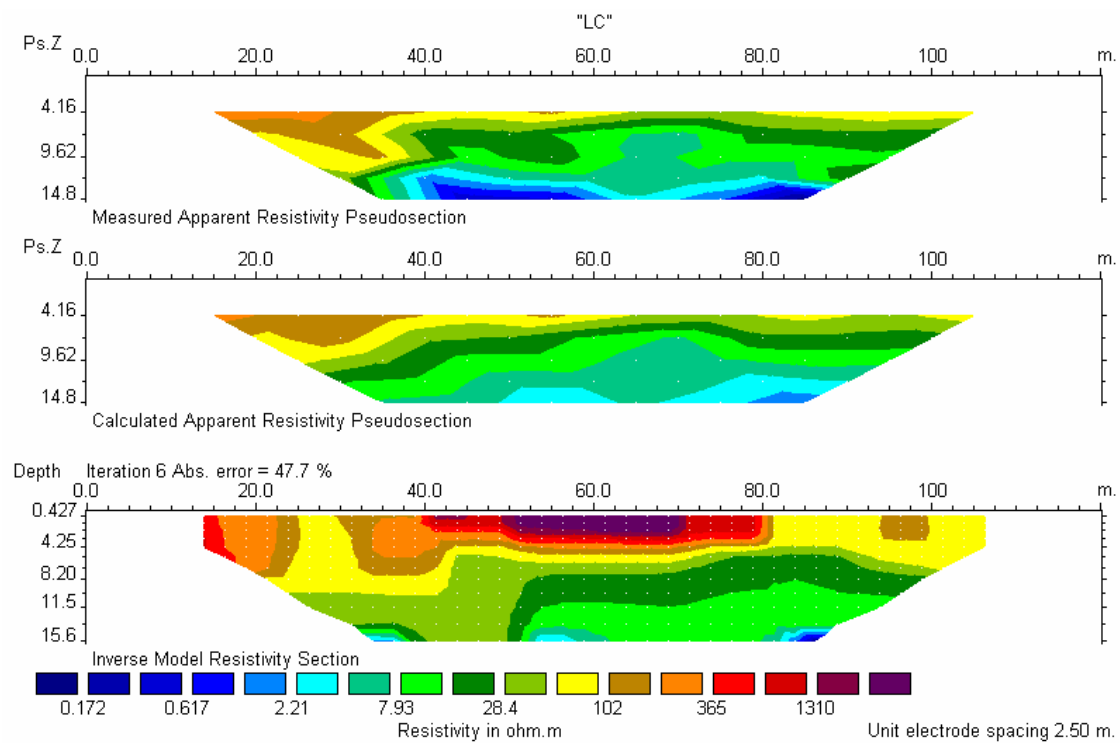 "LC"
Ps.Z 0.0 20.0 40.0 60.0 80.0 100 m.
4.16
9.62
14.8
Measured Apparent Resistivity Pseudosection
Ps.Z 0.0 20.0 40.0 60.0 80.0 100 m.
4.16
9.62
14.8
Calculated Apparent Resistivity Pseudosection
Depth Iteration 6 Abs. error = 47.7 %
0.0 20.0 40.0 60.0 80.0 100 m.
0.427
4.25
8.20
11.5
15.6
Inverse Model Resistivity Section
0.172 0.617 2.21 7.93 28.4 102 365 1310
Resistivity in ohm.m Unit electrode spacing 2.50 m.